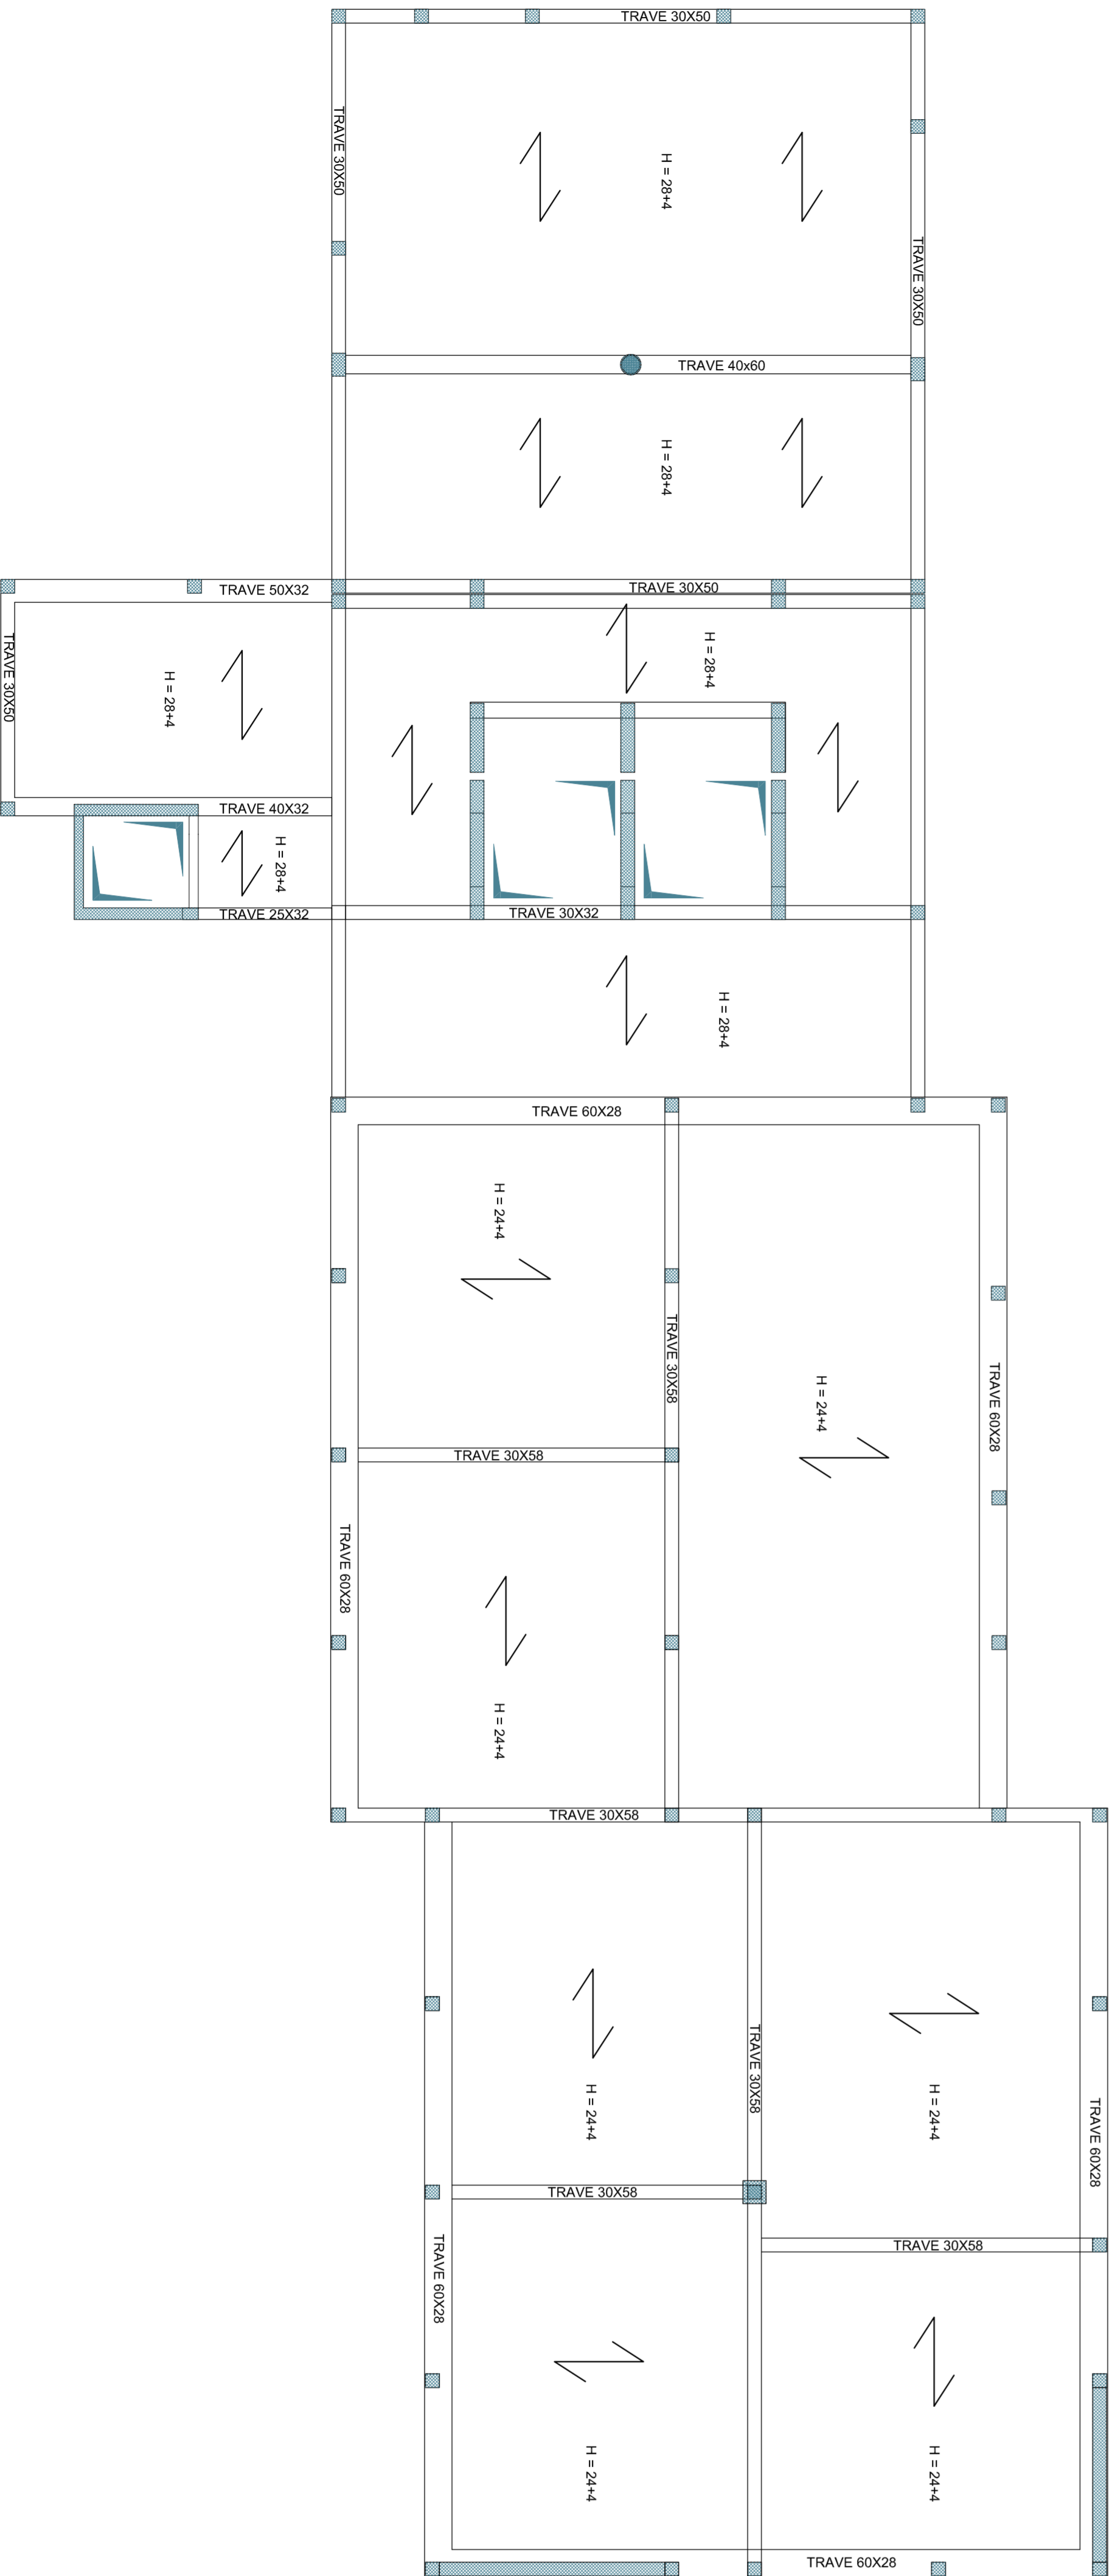 TRAVE 30X50
TRAVE 30X50
H = 28+4
TRAVE 30X50
TRAVE 40x60
H = 28+4
TRAVE 50X32
TRAVE 30X50
TRAVE 30X50
H = 28+4
H = 28+4
TRAVE 40X32
H = 28+4
TRAVE 25X32
TRAVE 30X32
H = 28+4
TRAVE 60X28
H = 24+4
TRAVE 30X58
H = 24+4
TRAVE 60X28
TRAVE 30X58
TRAVE 60X28
H = 24+4
TRAVE 30X58
TRAVE 30X58
H = 24+4
H = 24+4
TRAVE 60X28
TRAVE 30X58
TRAVE 30X58
TRAVE 60X28
H = 24+4
H = 24+4
TRAVE 60X28